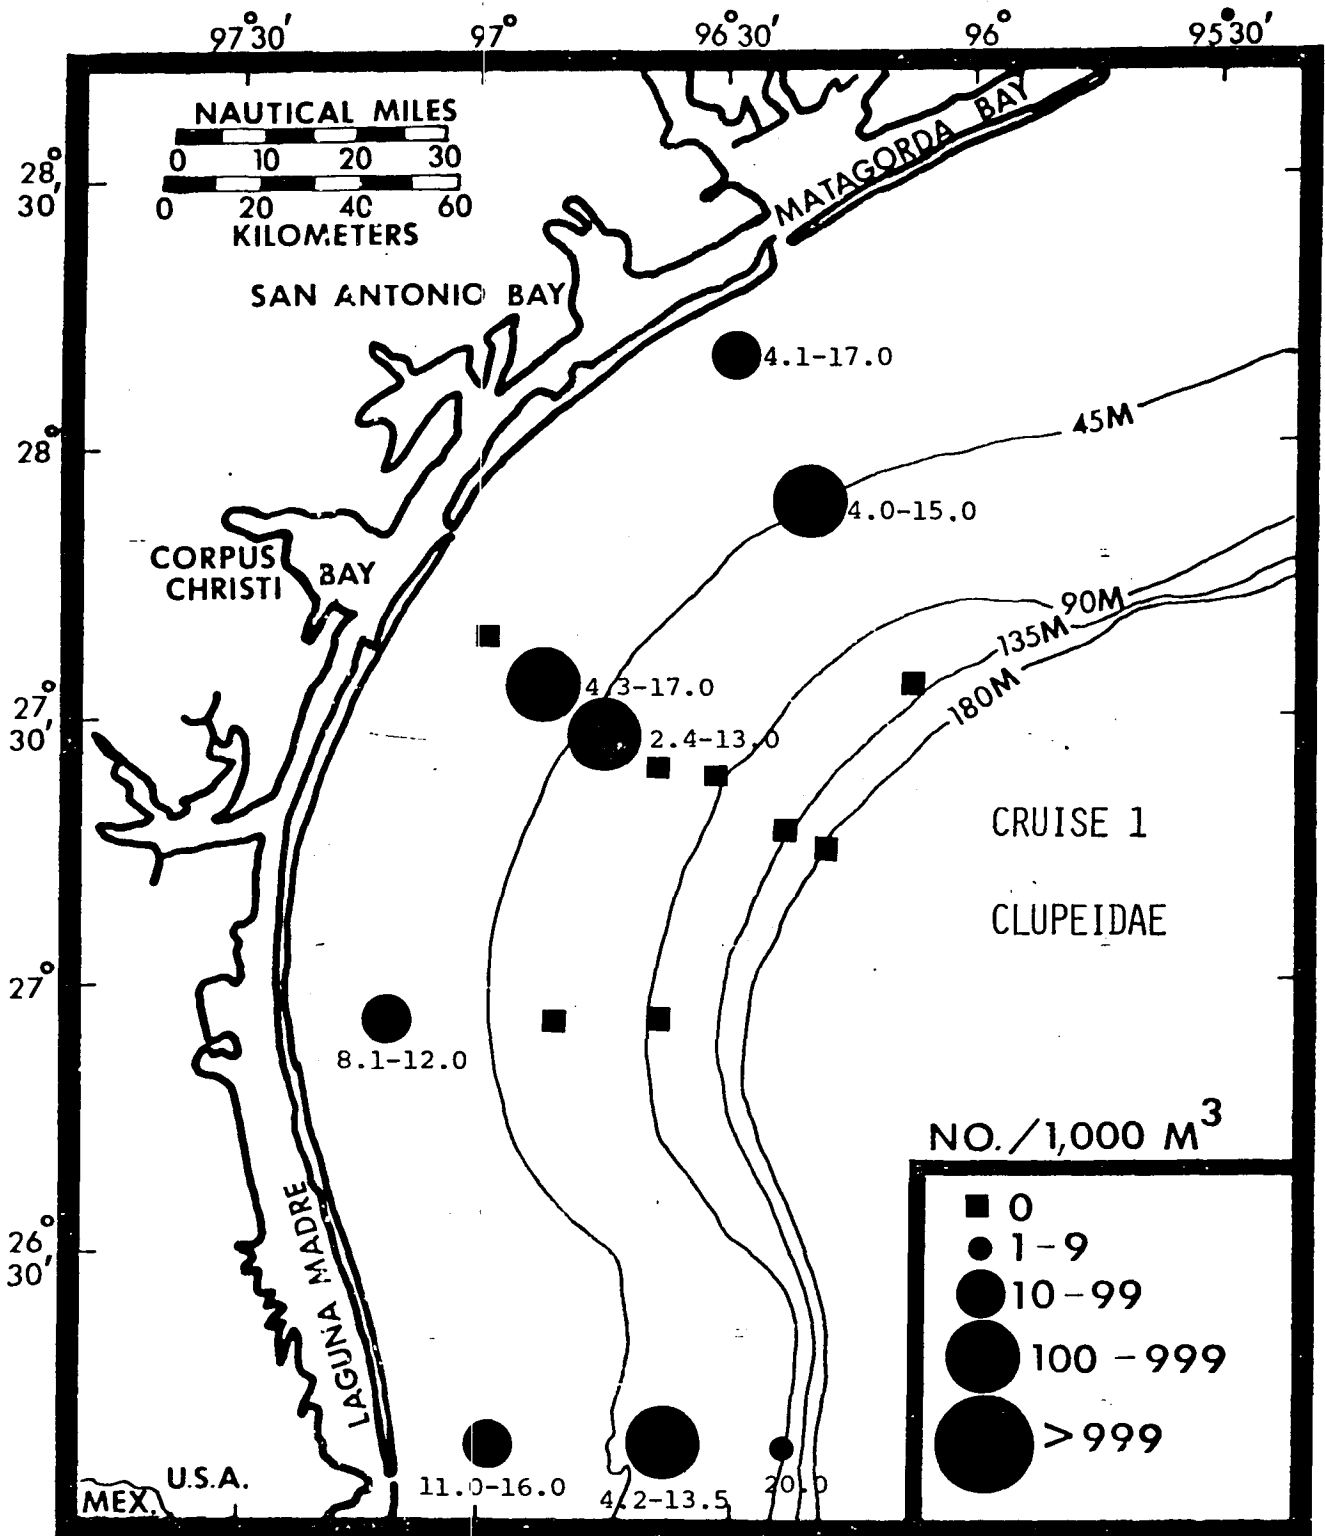 97°30' 97° 96°30' 96° 95°30'
NAUTICAL MILES
0 10 20 30
0 20 40 60
KILOMETERS
MATAGORDA BAY
28°
30'
SAN ANTONIO BAY
4.1-17.0
45M
28°
4.0-15.0
CORPUS
CHRISTI BAY
90M
135M
180M
27°
30'
4.3-17.0
2.4-13.0
CRUISE 1
CLUPEIDAE
27°
8.1-12.0
NO./1,000 M³
0
1-9
10-99
100-999
>999
26°
30'
LAGUNA MADRE
11.0-16.0
4.2-13.5
20.0
U.S.A.
MEX.